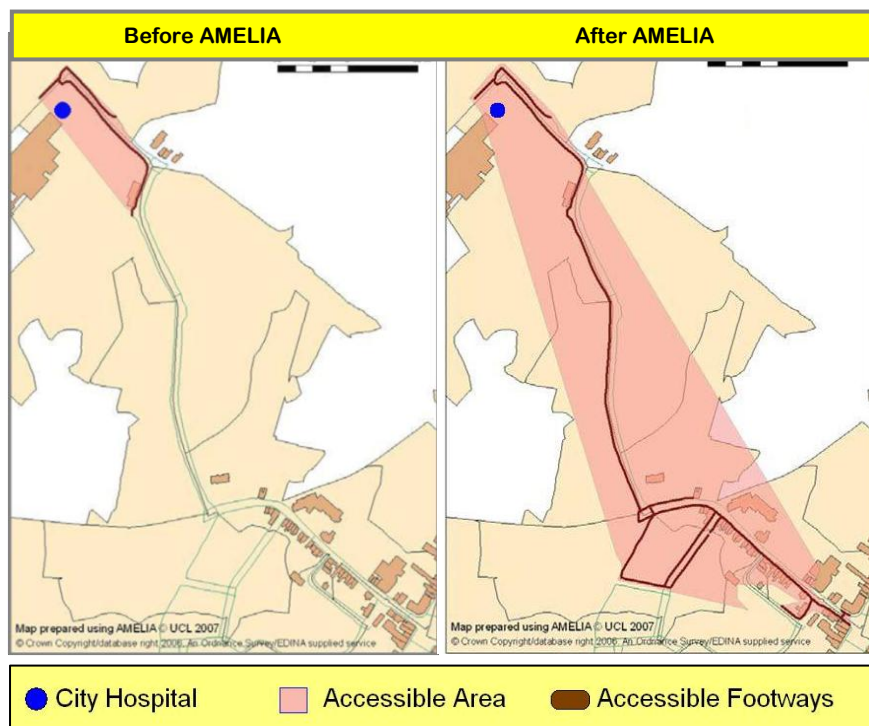 Before AMELIA
After AMELIA
Map prepared using AMELIA © UCL 2007
© Crown Copyright/database right 2006. An Ordnance Survey/EDINA supplied service
Map prepared using AMELIA © UCL 2007
© Crown Copyright/database right 2006. An Ordnance Survey/EDINA supplied service
City Hospital
Accessible Area
Accessible Footways